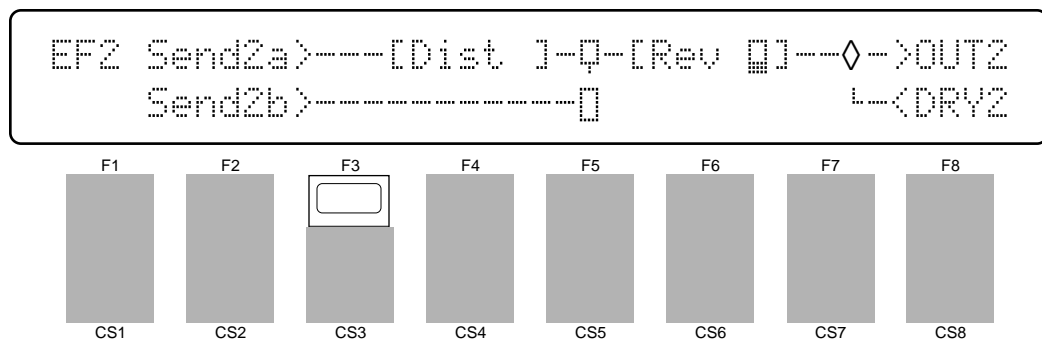 EF2 Send2a>---[Dist ]--[Rev ]--◊->OUT2
Send2b>---------- └-<DRY2
F1 F2 F3 F4 F5 F6 F7 F8
CS1 CS2 CS3 CS4 CS5 CS6 CS7 CS8